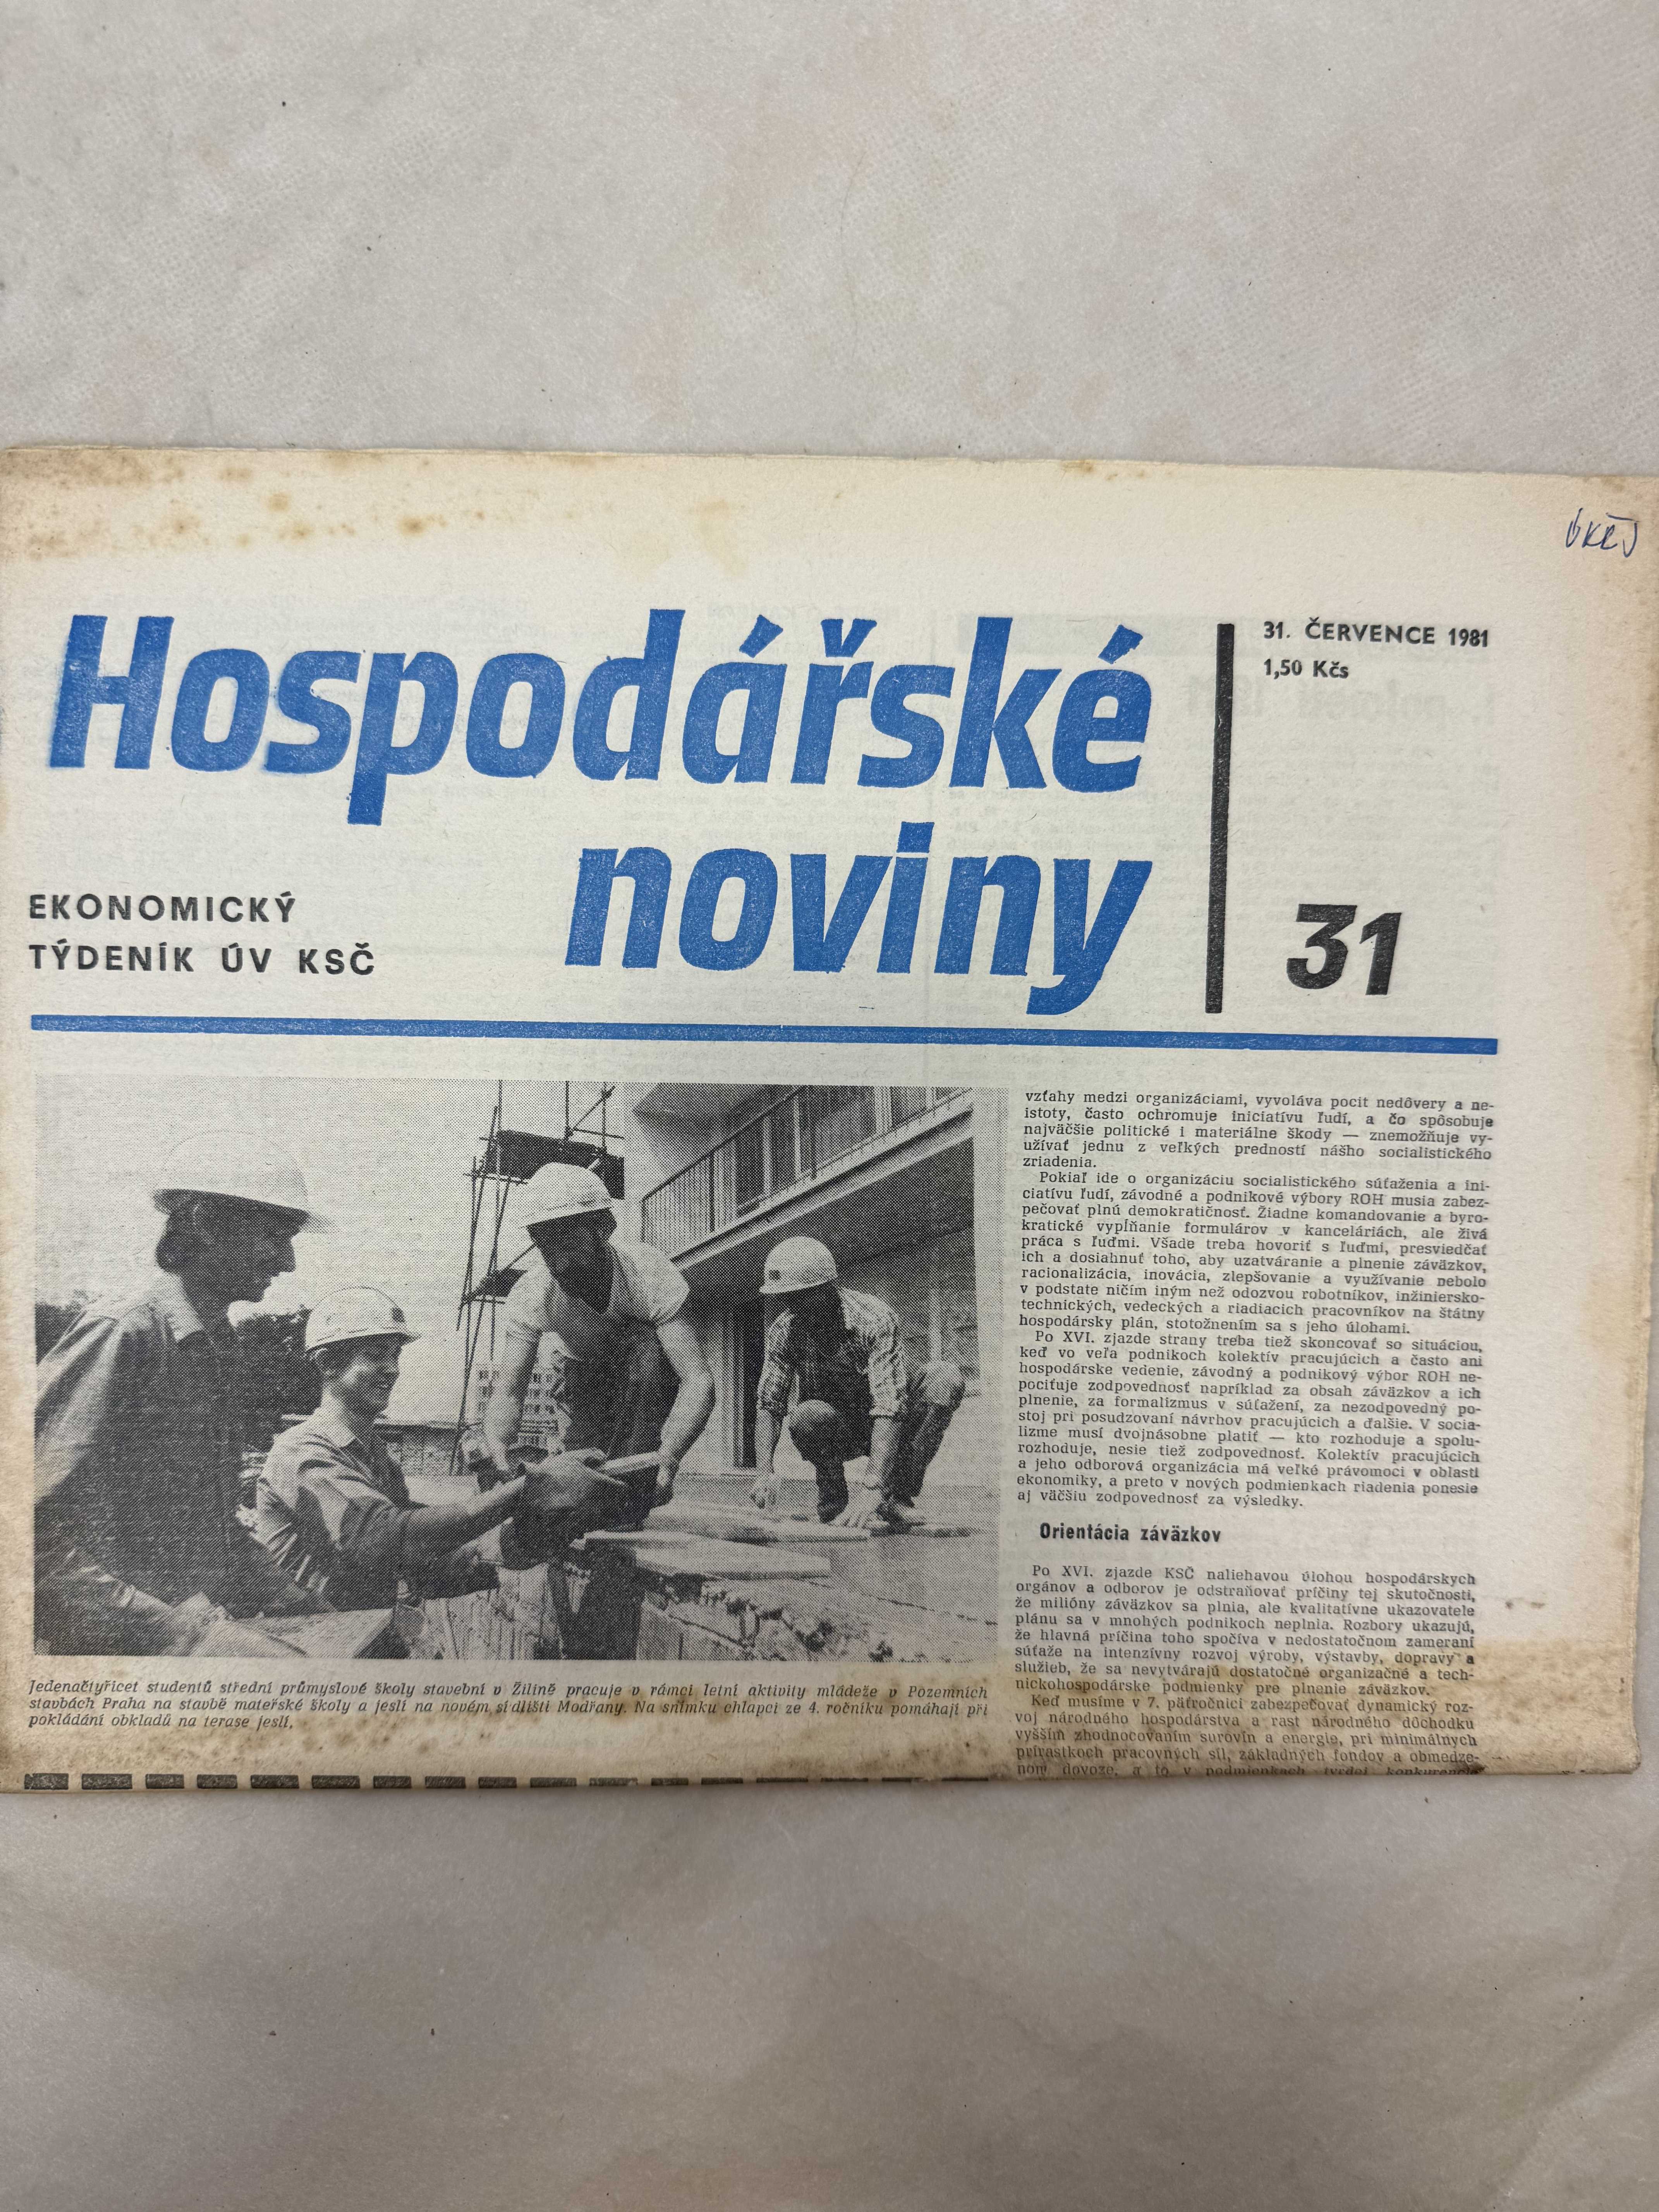 Hospodářské
noviny
EKONOMICKÝ
TÝDENÍK ÚV KSČ
31. ČERVENCE 1981
1,50 Kčs
31
Jedenačtyřicet studentů střední průmyslové školy stavební v Žilině pracuje v rámci letní aktivity mládeže v Pozemních
stavbách Praha na stavbě mateřské školy a jeslí na novém sídlišti Modřany. Na snímku chlapci ze 4. ročníku pomáhají při
pokládání obkladů na terase jeslí.
vzťahy medzi organizáciami, vyvoláva pocit nedôvery a ne-
istoty, často ochromuje iniciatívu ľudí, a čo spôsobuje
najväčšie politické i materiálne škody — znemožňuje vy-
užívať jednu z veľkých predností nášho socialistického
zriadenia.
Pokiaľ ide o organizáciu socialistického súťaženia a ini-
ciatívu ľudí, závodné a podnikové výbory ROH musia zabez-
pečovať plnú demokratičnosť. Žiadne komandovanie a byro-
kratické vypĺňanie formulárov v kanceláriách, ale živá
práca s ľuďmi. Všade treba hovoriť s ľuďmi, presviedčať
ich a dosiahnuť toho, aby uzatváranie a plnenie záväzkov,
racionalizácia, inovácia, zlepšovanie a využívanie nebolo
v podstate ničím iným než odozvou robotníkov, inžiniersko-
technických, vedeckých a riadiacich pracovníkov na štátny
hospodársky plán, stotožnením sa s jeho úlohami.
Po XVI. zjazde strany treba tiež skoncovať so situáciou,
keď vo veľa podnikoch kolektív pracujúcich a často ani
hospodárske vedenie, závodný a podnikový výbor ROH ne-
pociťuje zodpovednosť napríklad za obsah záväzkov a ich
plnenie, za formalizmus v súťažení, za nezodpovedný po-
stoj pri posudzovaní návrhov pracujúcich a ďalšie. V socia-
lizme musí dvojnásobne platiť — kto rozhoduje a spolu-
rozhoduje, nesie tiež zodpovednosť. Kolektív pracujúcich
a jeho odborová organizácia má veľké právomoci v oblasti
ekonomiky, a preto v nových podmienkach riadenia ponesie
aj väčšiu zodpovednosť za výsledky.
Orientácia záväzkov
Po XVI. zjazde KSČ naliehavou úlohou hospodárskych
orgánov a odborov je odstraňovať príčiny tej skutočnosti,
že milióny záväzkov sa plnia, ale kvalitatívne ukazovatele
plánu sa v mnohých podnikoch neplnia. Rozbory ukazujú,
že hlavná príčina toho spočíva v nedostatočnom zameraní
súťaže na intenzívny rozvoj výroby, výstavby, dopravy a
služieb, že sa nevytvárajú dostatočné organizačné a tech-
nickohospodárske podmienky pre plnenie záväzkov.
Keď musíme v 7. päťročnici zabezpečovať dynamický roz-
voj národného hospodárstva a rast národného dôchodku
vyšším zhodnocovaním surovín a energie, pri minimálnych
prírastkoch pracovných síl, základných fondov a obmedze-
nom dovoze, a to v podmienkach tvrdej konkurencie